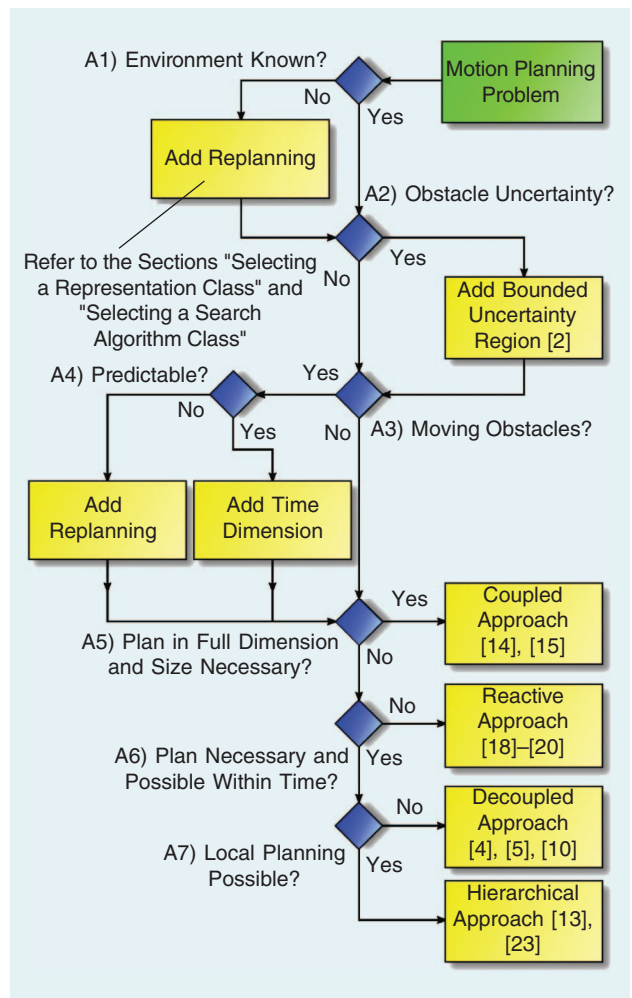 A1) Environment Known?
Motion Planning
Problem
No
Yes
Add Replanning
A2) Obstacle Uncertainty?
Yes
No
Refer to the Sections "Selecting
a Representation Class" and
"Selecting a Search
Algorithm Class"
Add Bounded
Uncertainty
Region [2]
A4) Predictable?
Yes
No
Yes
No
A3) Moving Obstacles?
Add
Replanning
Add Time
Dimension
Yes
Coupled
Approach
[14], [15]
A5) Plan in Full Dimension
and Size Necessary?
No
No
Reactive
Approach
[18]–[20]
A6) Plan Necessary and
Possible Within Time?
Yes
No
Decoupled
Approach
[4], [5], [10]
A7) Local Planning
Possible?
Yes
Hierarchical
Approach [13],
[23]